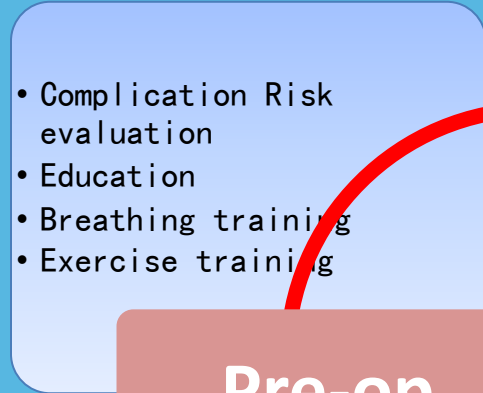 • Complication Risk
evaluation
• Education
• Breathing training
• Exercise training
Pre-op